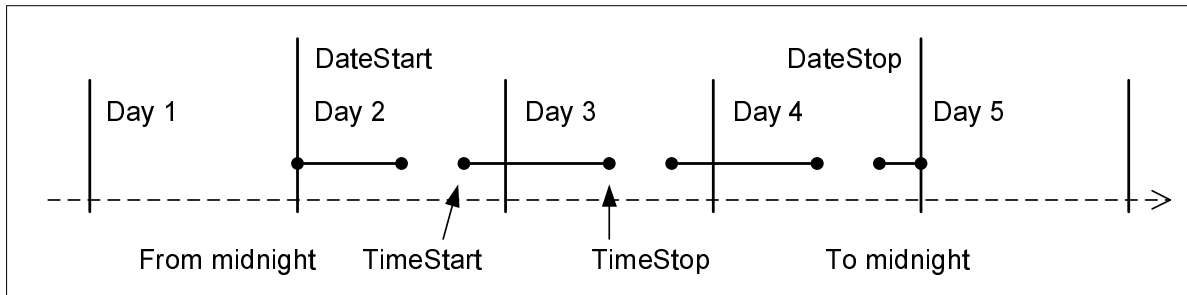 DateStart
DateStop
Day 1
Day 2
Day 3
Day 4
Day 5
From midnight
TimeStart
TimeStop
To midnight